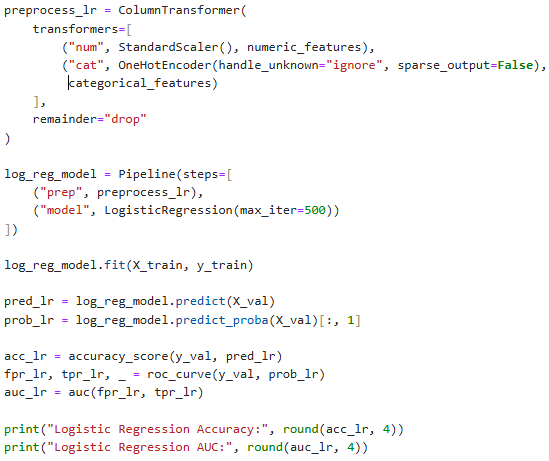 preprocess_lr = ColumnTransformer(
    transformers=[
        ("num", StandardScaler(), numeric_features),
        ("cat", OneHotEncoder(handle_unknown="ignore", sparse_output=False),
         categorical_features)
    ],
    remainder="drop"
)

log_reg_model = Pipeline(steps=[
    ("prep", preprocess_lr),
    ("model", LogisticRegression(max_iter=500))
])

log_reg_model.fit(X_train, y_train)

pred_lr = log_reg_model.predict(X_val)
prob_lr = log_reg_model.predict_proba(X_val)[:, 1]

acc_lr = accuracy_score(y_val, pred_lr)
fpr_lr, tpr_lr, _ = roc_curve(y_val, prob_lr)
auc_lr = auc(fpr_lr, tpr_lr)

print("Logistic Regression Accuracy:", round(acc_lr, 4))
print("Logistic Regression AUC:", round(auc_lr, 4))